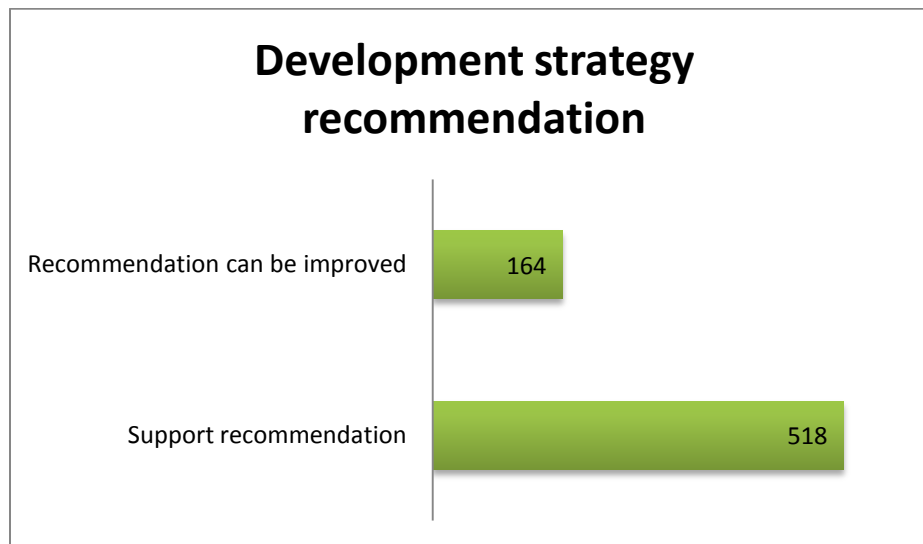 Development strategy
recommendation
Recommendation can be improved
164
Support recommendation
518